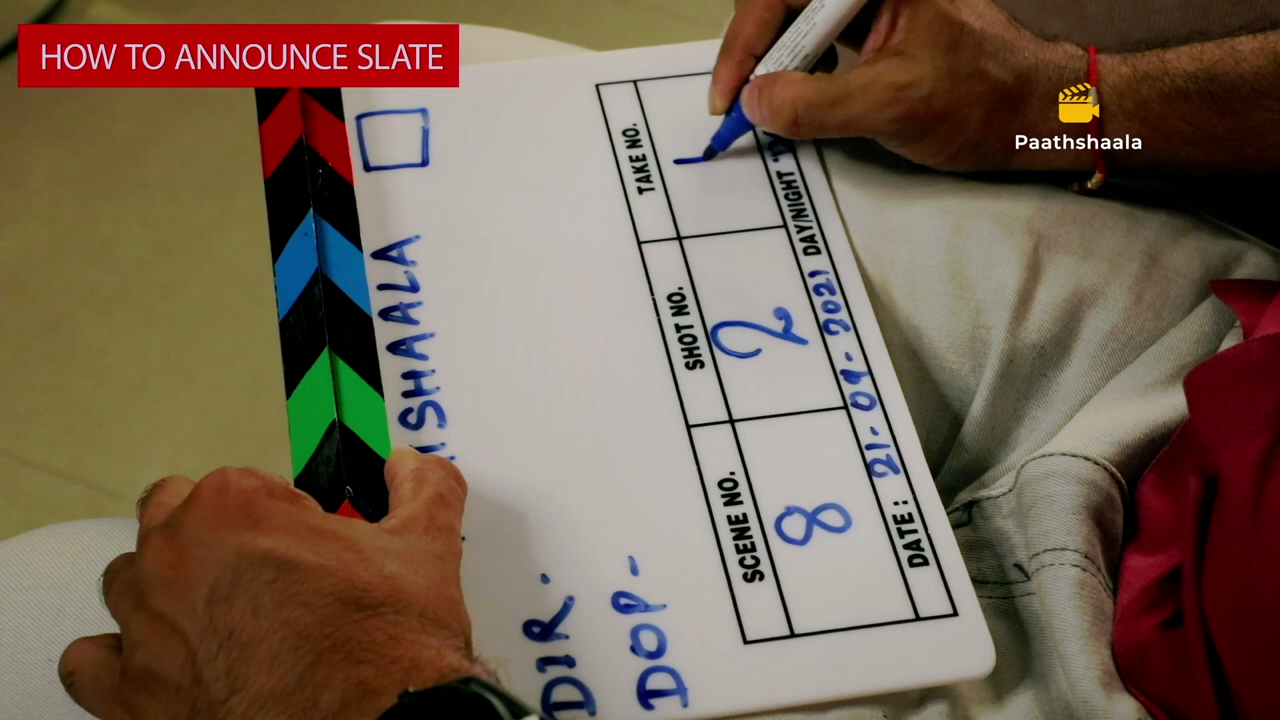 HOW TO ANNOUNCE SLATE
Paathshaala
SHAALA
DIR.
DOP-
SCENE NO. SHOT NO. TAKE NO.
8 2
DATE: 21-09-2021 DAY/NIGHT